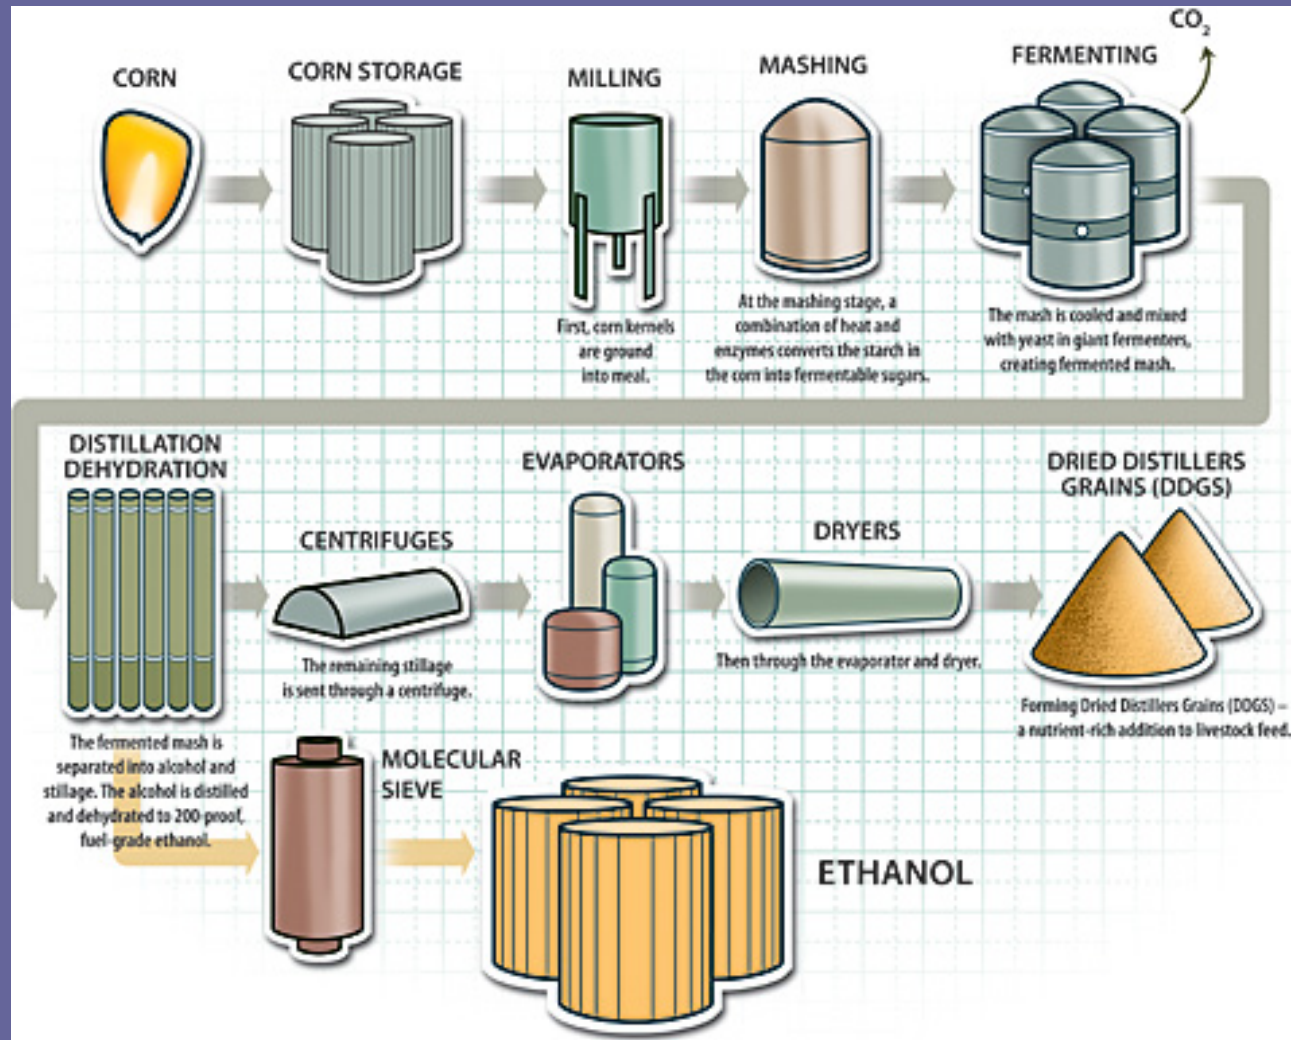 CO2
CORN
CORN STORAGE
MILLING
MASHING
FERMENTING
First, corn kernels
are ground
into meal.
At the mashing stage, a
combination of heat and
enzymes converts the starch in
the corn into fermentable sugars.
The mash is cooled and mixed
with yeast in giant fermenters,
creating fermented mash.
DISTILLATION
DEHYDRATION
CENTRIFUGES
EVAPORATORS
DRYERS
DRIED DISTILLERS
GRAINS (DDGS)
The remaining stillage
is sent through a centrifuge.
Then through the evaporator and dryer.
Forming Dried Distillers Grains (DDGS) –
a nutrient-rich addition to livestock feed.
The fermented mash is
separated into alcohol and
stillage. The alcohol is distilled
and dehydrated to 200-proof,
fuel-grade ethanol.
MOLECULAR
SIEVE
ETHANOL